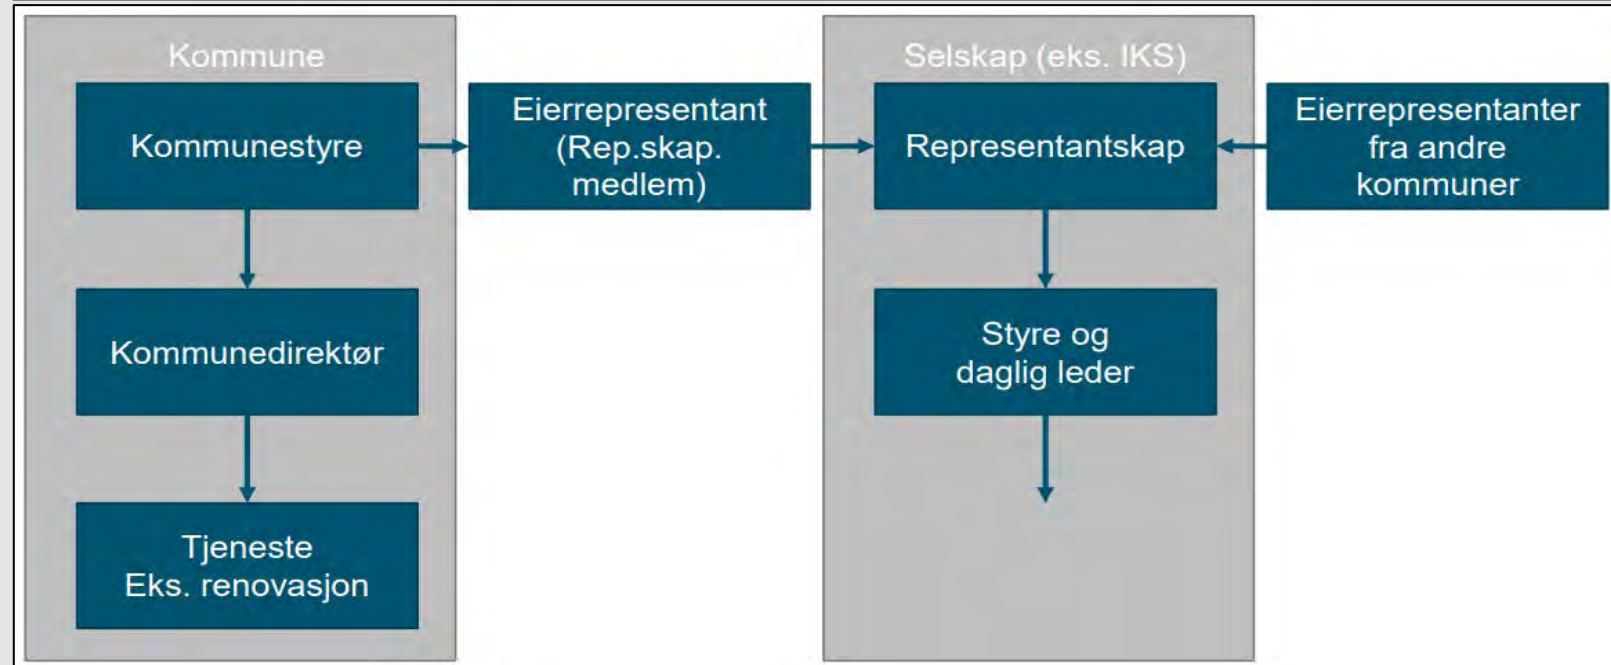 Kommune
Kommunestyre
Kommunedirektør
Tjeneste
Eks. renovasjon
Eierrepresentant
(Rep.skap.
medlem)
Selskap (eks. IKS)
Representantskap
Styre og
daglig leder
Eierrepresentanter
fra andre
kommuner